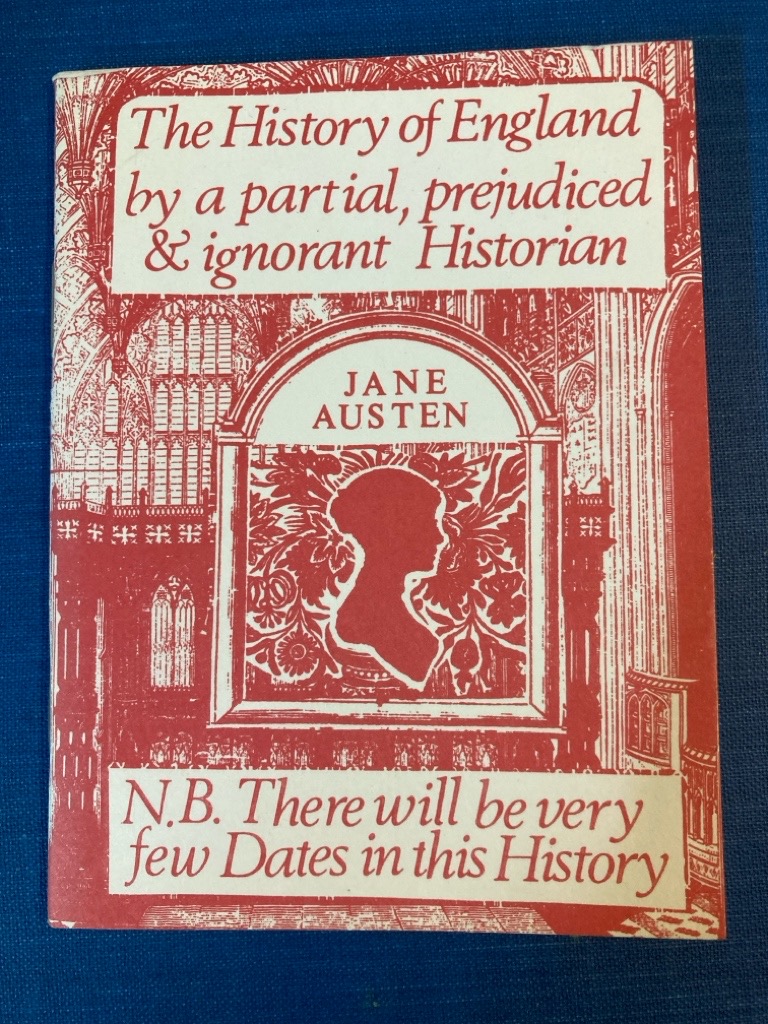 The History of England
by a partial, prejudiced
& ignorant Historian
JANE
AUSTEN
N.B. There will be very
few Dates in this History